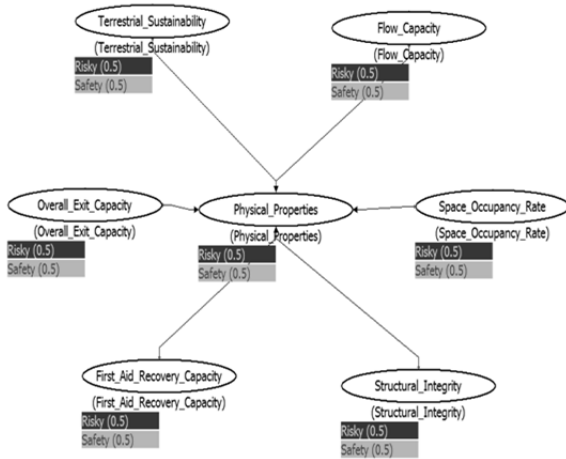 Terrestrial_Sustainability
(Terrestrial_Sustainability)
Risky (0.5)
Safety (0.5)
Flow_Capacity
(Flow_Capacity)
Risky (0.5)
Safety (0.5)
Overall_Exit_Capacity
(Overall_Exit_Capacity)
Risky (0.5)
Safety (0.5)
Physical_Properties
(Physical_Properties)
Risky (0.5)
Safety (0.5)
Space_Occupancy_Rate
(Space_Occupancy_Rate)
Risky (0.5)
Safety (0.5)
First_Aid_Recovery_Capacity
(First_Aid_Recovery_Capacity)
Risky (0.5)
Safety (0.5)
Structural_Integrity
(Structural_Integrity)
Risky (0.5)
Safety (0.5)